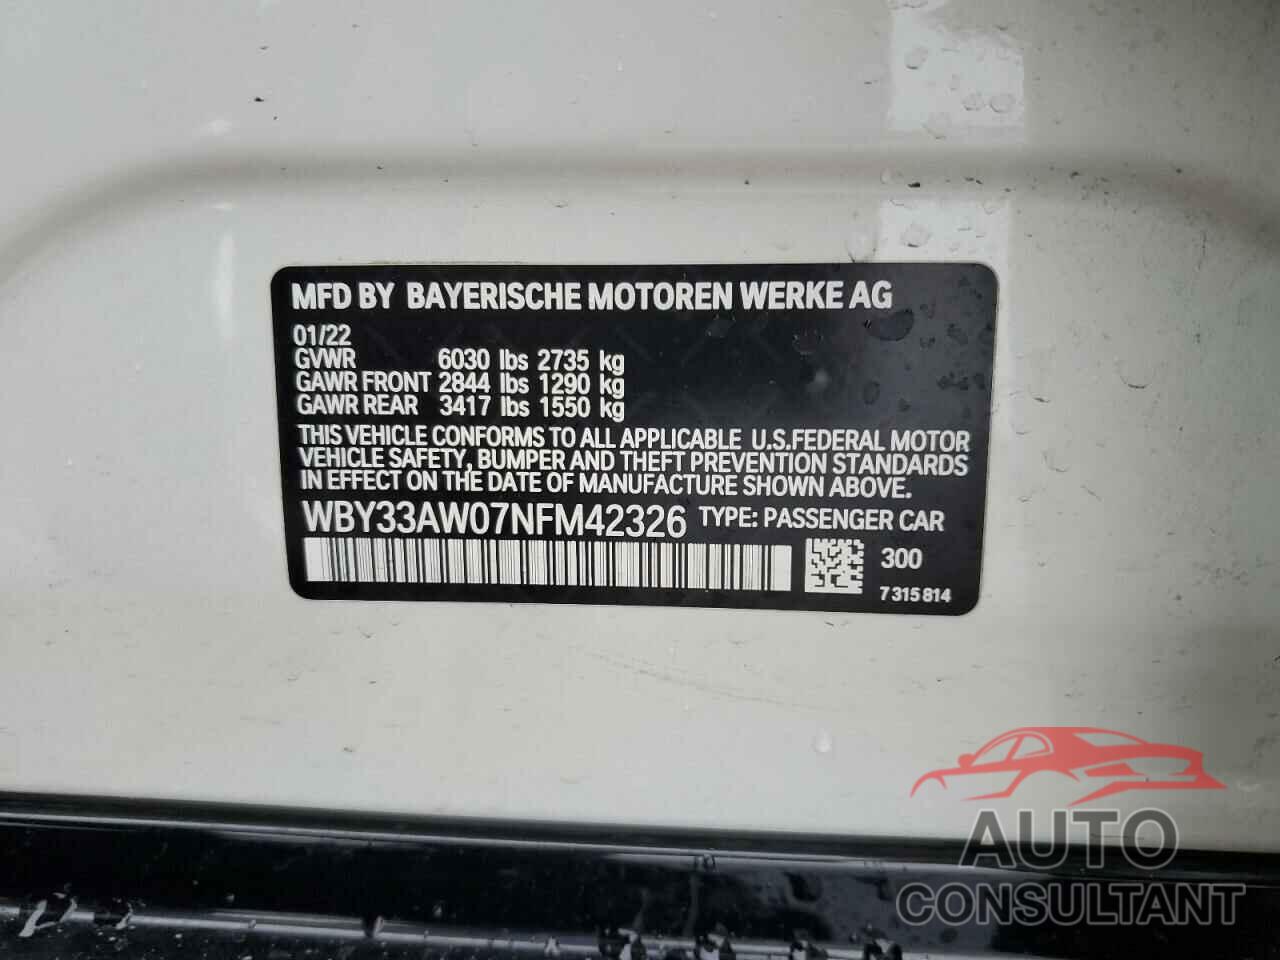 MFD BY BAYERISCHE MOTOREN WERKE AG
01/22
GVWR 6030 lbs 2735 kg
GAWR FRONT 2844 lbs 1290 kg
GAWR REAR 3417 lbs 1550 kg
THIS VEHICLE CONFORMS TO ALL APPLICABLE U.S.FEDERAL MOTOR
VEHICLE SAFETY, BUMPER AND THEFT PREVENTION STANDARDS
IN EFFECT ON THE DATE OF MANUFACTURE SHOWN ABOVE.
WBY33AW07NFM42326 TYPE: PASSENGER CAR
300
7 315 814
AUTO
CONSULTANT